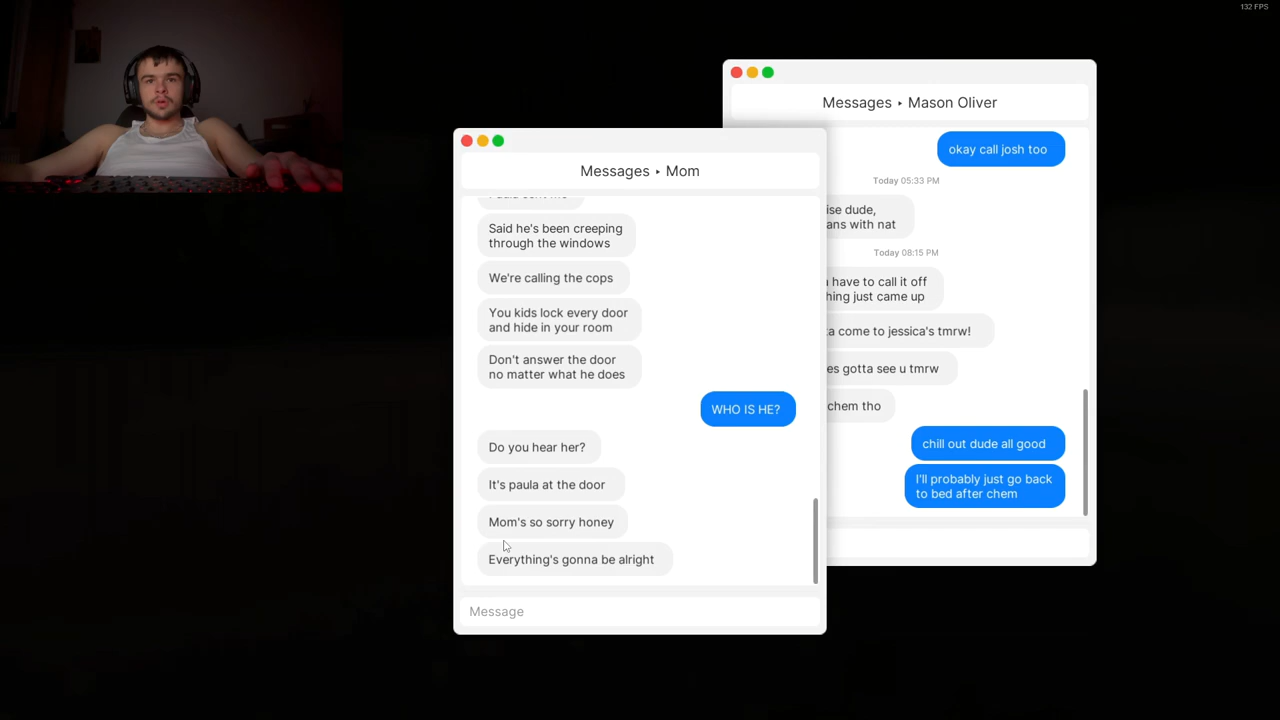 132 FPS
Messages ‣ Mason Oliver
okay call josh too
Today 05:33 PM
ise dude,
ans with nat
Today 08:15 PM
have to call it off
hing just came up
a come to jessica's tmrw!
es gotta see u tmrw
chem tho
chill out dude all good
I'll probably just go back
to bed after chem
Messages ‣ Mom
Said he's been creeping
through the windows
We're calling the cops
You kids lock every door
and hide in your room
Don't answer the door
no matter what he does
WHO IS HE?
Do you hear her?
It's paula at the door
Mom's so sorry honey
Everything's gonna be alright
Message